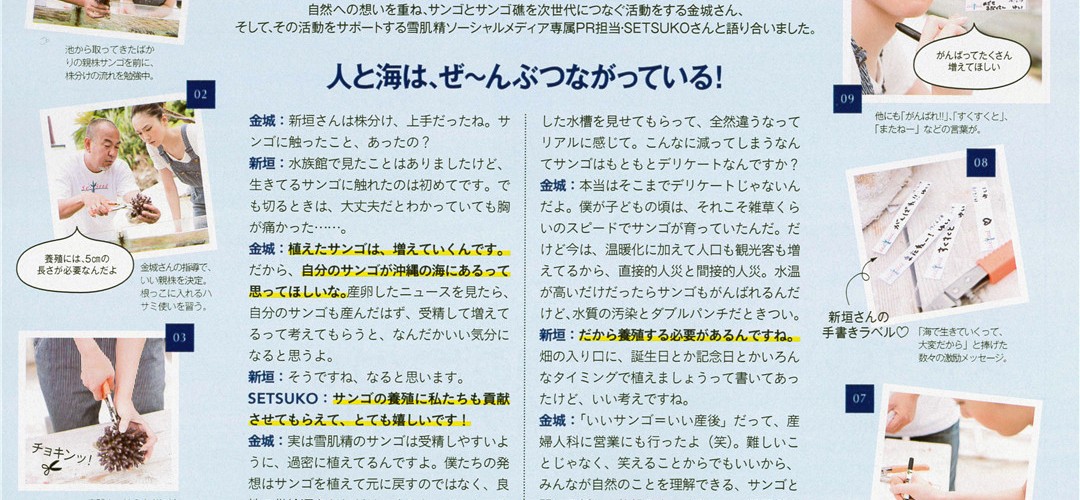 自然への想いを重ね、サンゴとサンゴ礁を次世代につなぐ活動をする金城さん、
そして、その活動をサポートする雪肌精ソーシャルメディア専属PR担当・SETSUKOさんと語り合いました。
人と海は、ぜ〜んぶつながっている!
池から取ってきたばか
りの親株サンゴを前に、
株分けの流れを勉強中。
02
養殖には、5cmの
長さが必要なんだよ
金城さんの指導で、
いい親株を決定。
根っこに入れるハ
サミ使いを習う。
03
チョキンッ!
金城:新垣さんは株分け、上手だったね。サ
ンゴに触ったこと、あったの?
新垣:水族館で見たことはありましたけど、
生きてるサンゴに触れたのは初めてです。で
も切るときは、大丈夫だとわかっていても胸
が痛かった……。
金城:植えたサンゴは、増えていくんです。
だから、自分のサンゴが沖縄の海にあるって
思ってほしいな。産卵したニュースを見たら、
自分のサンゴも産んだはず、受精して増えて
るって考えてもらうと、なんだかいい気分に
なると思うよ。
新垣:そうですね、なると思います。
SETSUKO:サンゴの養殖に私たちも貢献
させてもらえて、とても嬉しいです!
金城:実は雪肌精のサンゴは受精しやすいよ
うに、過密に植えてるんですよ。僕たちの発
想はサンゴを植えて元に戻すのではなく、良
した水槽を見せてもらって、全然違うなって
リアルに感じて。こんなに減ってしまうなん
てサンゴはもともとデリケートなんですか?
金城:本当はそこまでデリケートじゃないん
だよ。僕が子どもの頃は、それこそ雑草くら
いのスピードでサンゴが育っていたんだ。だ
けど今は、温暖化に加えて人口も観光客も増
えてるから、直接的人災と間接的人災。水温
が高いだけだったらサンゴもがんばれるんだ
けど、水質の汚染とダブルパンチだときつい。
新垣:だから養殖する必要があるんですね。
畑の入り口に、誕生日とか記念日とかいろん
なタイミングで植えましょうって書いてあっ
たけど、いい考えですね。
金城:「いいサンゴ=いい産後」だって、産
婦人科に営業にも行ったよ(笑)。難しいこ
とじゃなく、笑えることからでもいいから、
みんなが自然のことを理解できる、サンゴと
がんばってたくさん
増えてほしい
09
他にも「がんばれ!!」、「すくすくと」、
「またねー」などの言葉が。
08
新垣さんの
手書きラベル♡
「海で生きていくって、
大変だから」と捧げた
数々の激励メッセージ。
07